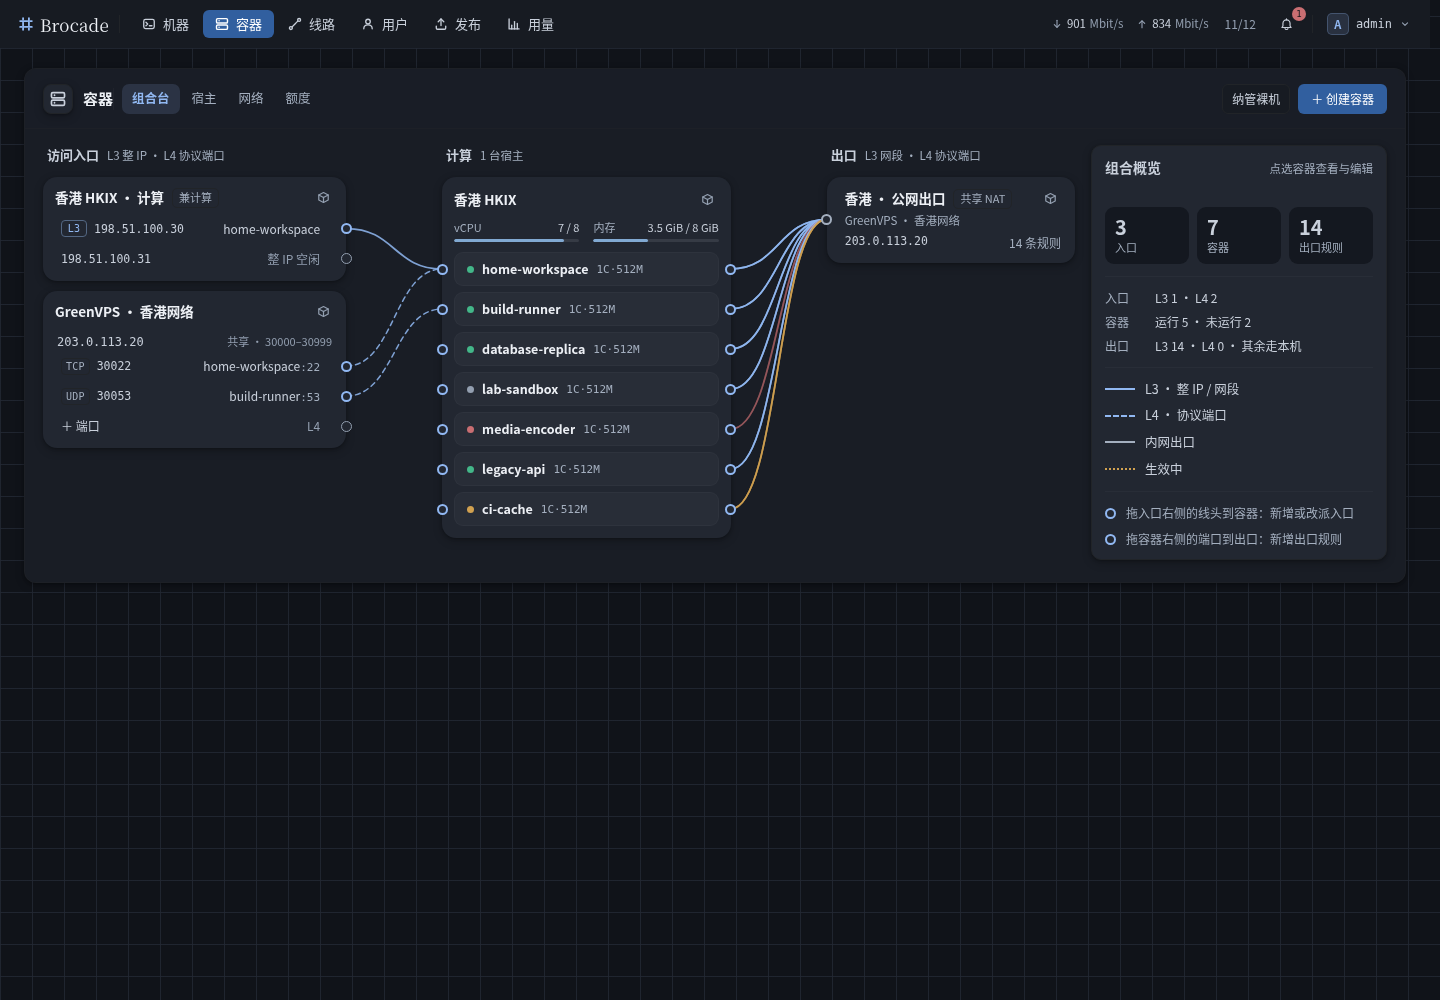 Brocade
机器
容器
线路
用户
发布
用量
↓ 901 Mbit/s
↑ 834 Mbit/s
11/12
1
A
admin
容器
组合台
宿主
网络
额度
纳管裸机
＋ 创建容器
访问入口 L3 整 IP · L4 协议端口
香港 HKIX · 计算 兼计算
L3 198.51.100.30 home-workspace
198.51.100.31 整 IP 空闲
GreenVPS · 香港网络
203.0.113.20 共享 · 30000–30999
TCP 30022 home-workspace:22
UDP 30053 build-runner:53
＋ 端口 L4
计算 1 台宿主
香港 HKIX
vCPU 7 / 8 内存 3.5 GiB / 8 GiB
home-workspace 1C·512M
build-runner 1C·512M
database-replica 1C·512M
lab-sandbox 1C·512M
media-encoder 1C·512M
legacy-api 1C·512M
ci-cache 1C·512M
出口 L3 网段 · L4 协议端口
香港 · 公网出口 共享 NAT
GreenVPS · 香港网络
203.0.113.20 14 条规则
组合概览 点选容器查看与编辑
3 入口
7 容器
14 出口规则
入口 L3 1 · L4 2
容器 运行 5 · 未运行 2
出口 L3 14 · L4 0 · 其余走本机
L3 · 整 IP / 网段
L4 · 协议端口
内网出口
生效中
拖入口右侧的线头到容器：新增或改派入口
拖容器右侧的端口到出口：新增出口规则